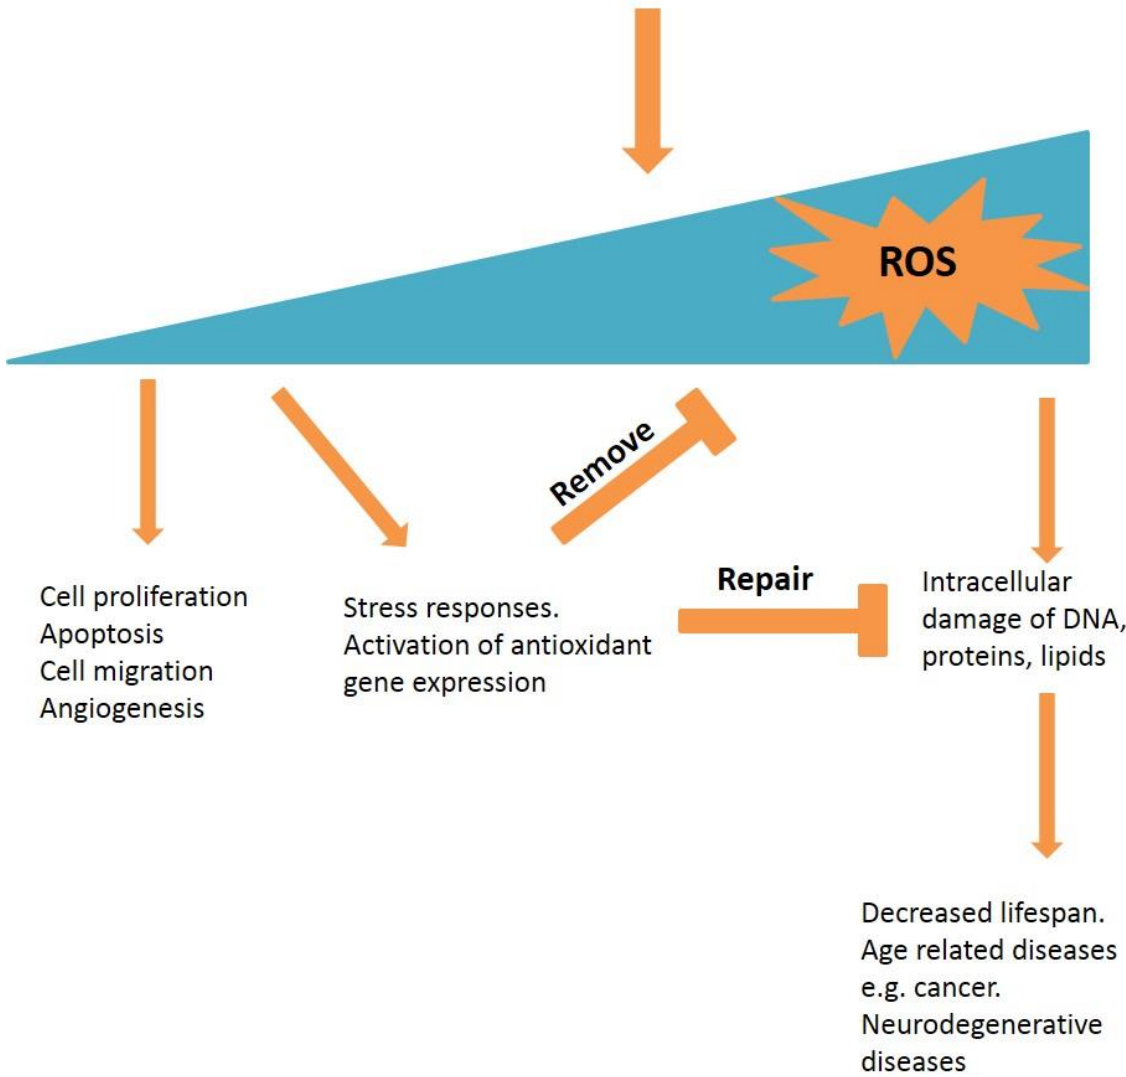 ROS
Remove
Repair
Cell proliferation
Apoptosis
Cell migration
Angiogenesis
Stress responses.
Activation of antioxidant
gene expression
Intracellular
damage of DNA,
proteins, lipids
Decreased lifespan.
Age related diseases
e.g. cancer.
Neurodegenerative
diseases